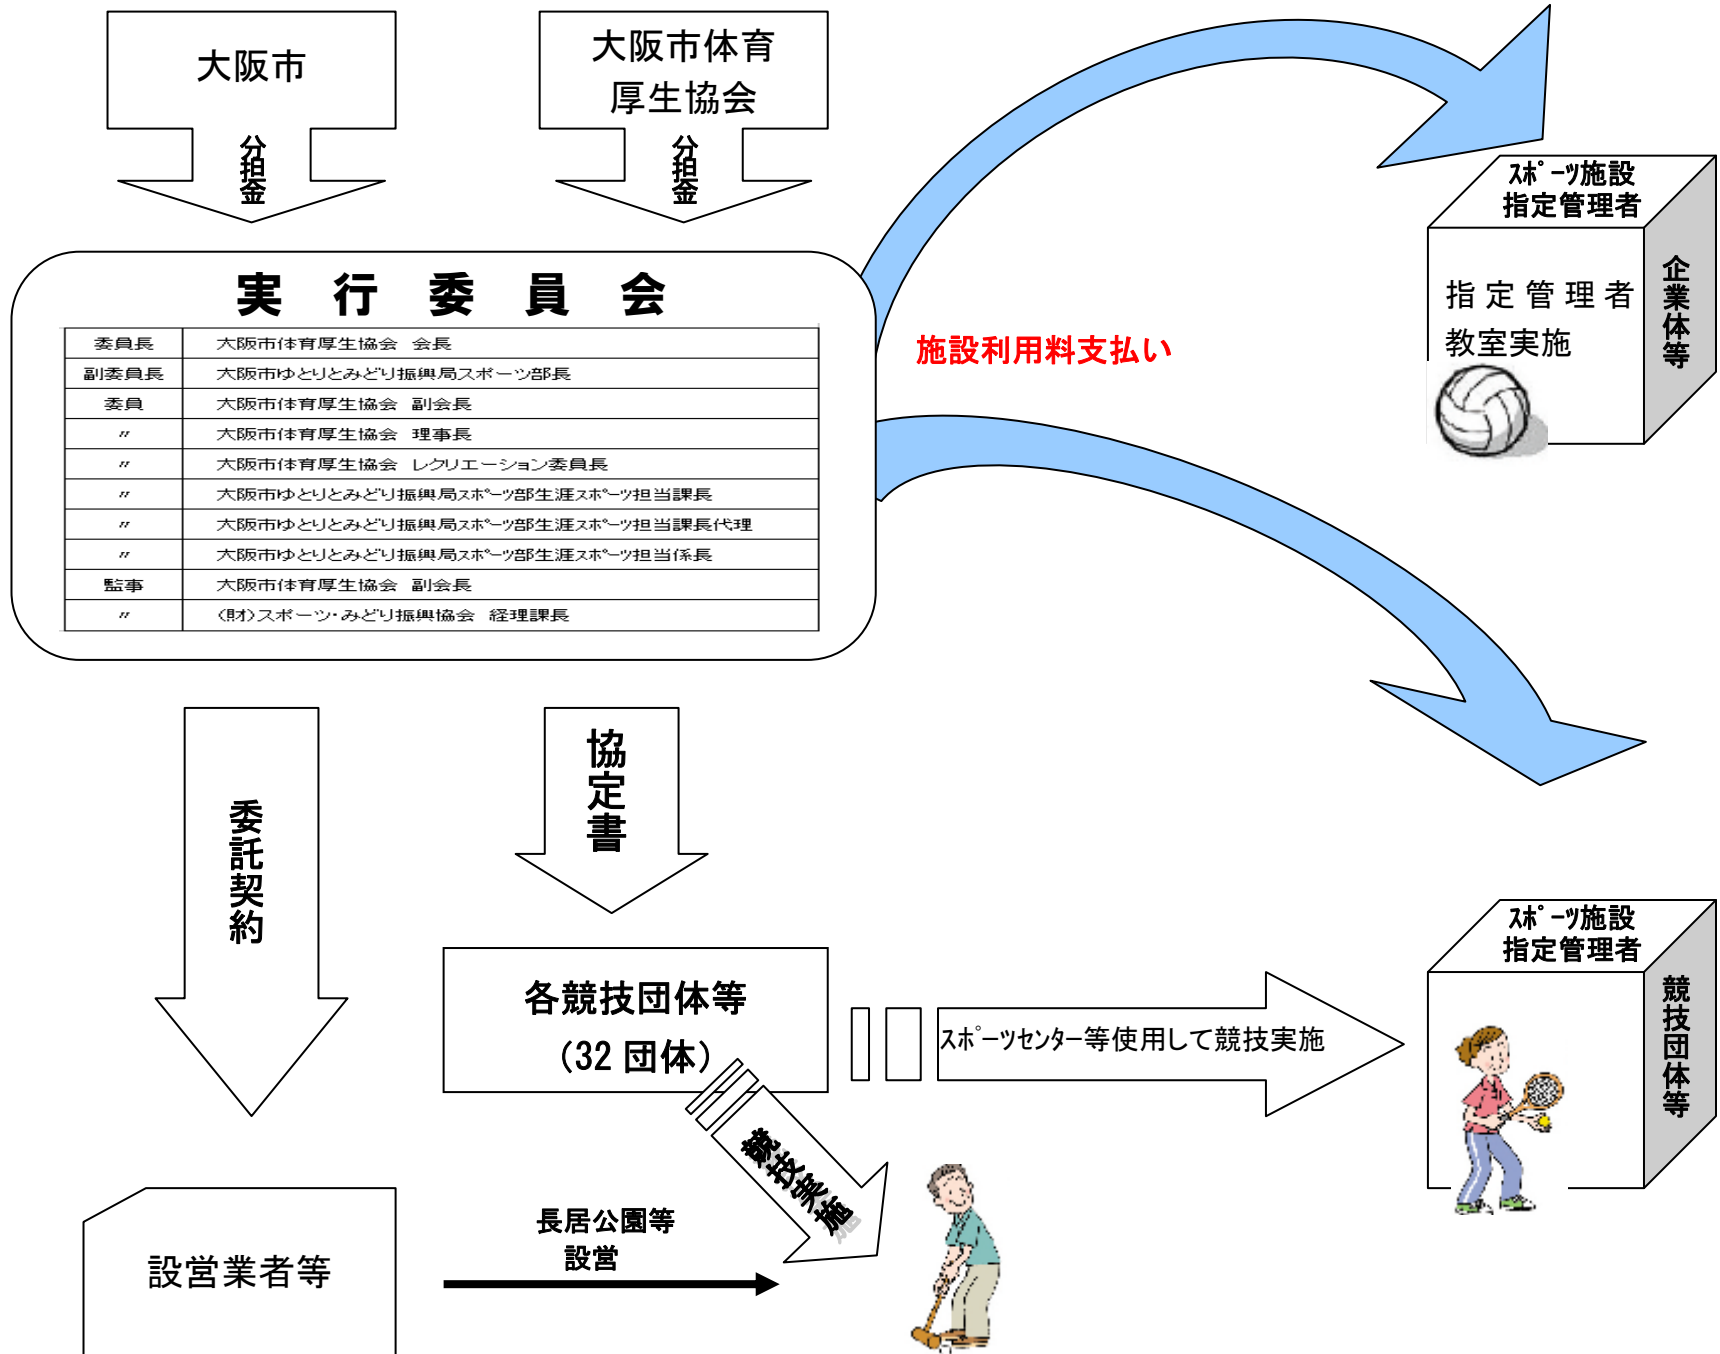 大阪市
分担金
大阪市体育
厚生協会
分担金
実行委員会
委員長 大阪市体育厚生協会 会長
副委員長 大阪市ゆとりとみどり振興局スポーツ部長
委員 大阪市体育厚生協会 副会長
〃 大阪市体育厚生協会 理事長
〃 大阪市体育厚生協会 レクリエーション委員長
〃 大阪市ゆとりとみどり振興局ｽﾎﾟｰﾂ部生涯ｽﾎﾟｰﾂ担当課長
〃 大阪市ゆとりとみどり振興局ｽﾎﾟｰﾂ部生涯ｽﾎﾟｰﾂ担当課長代理
〃 大阪市ゆとりとみどり振興局ｽﾎﾟｰﾂ部生涯ｽﾎﾟｰﾂ担当係長
監事 大阪市体育厚生協会 副会長
〃 (財)スポーツ・みどり振興協会 経理課長
施設利用料支払い
ｽﾎﾟｰﾂ施設
指定管理者
指定管理者
教室実施
企業体等
委託契約
協定書
各競技団体等
（32団体）
ｽﾎﾟｰﾂｾﾝﾀｰ等使用して競技実施
ｽﾎﾟｰﾂ施設
指定管理者
競技団体等
競技実施
長居公園等
設営
設営業者等